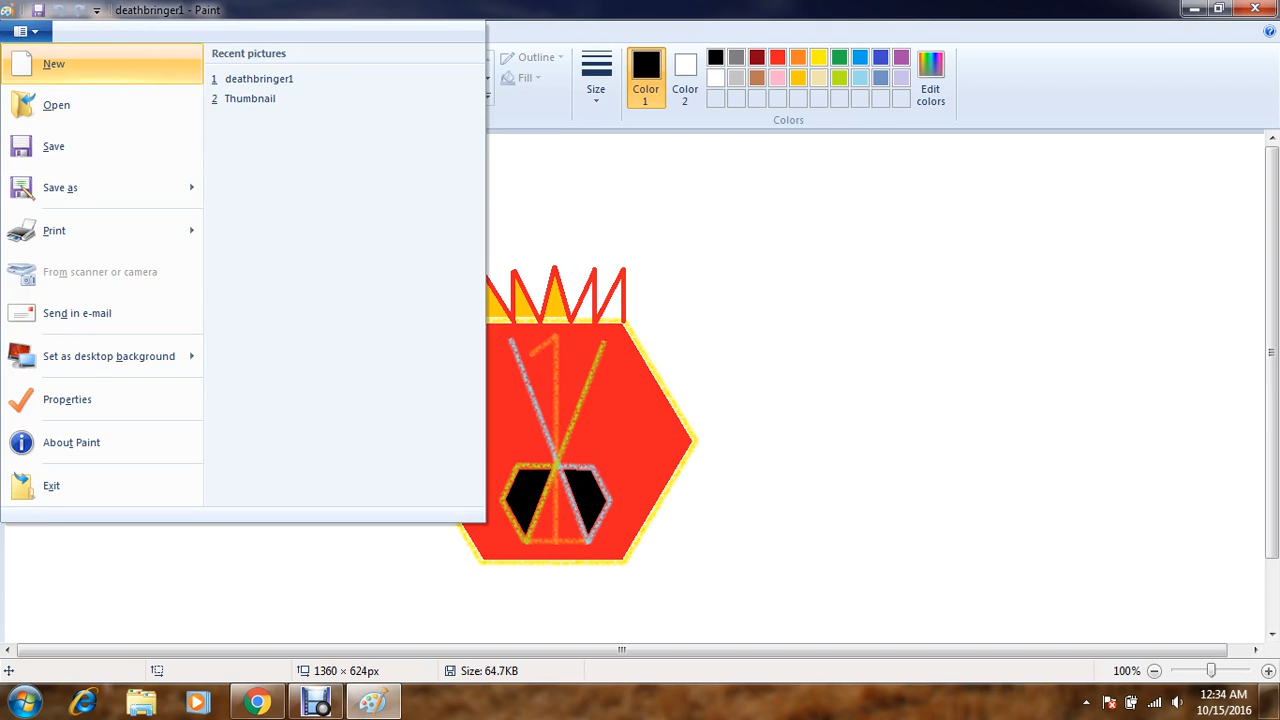 deathbringer1 - Paint
New
Open
Save
Save as
Print
From scanner or camera
Send in e-mail
Set as desktop background
Properties
About Paint
Exit
Recent pictures
1 deathbringer1
2 Thumbnail
Outline
Fill
Size
Color 1
Color 2
Edit colors
Colors
1
1360 × 624px
Size: 64.7KB
100%
12:34 AM
10/15/2016